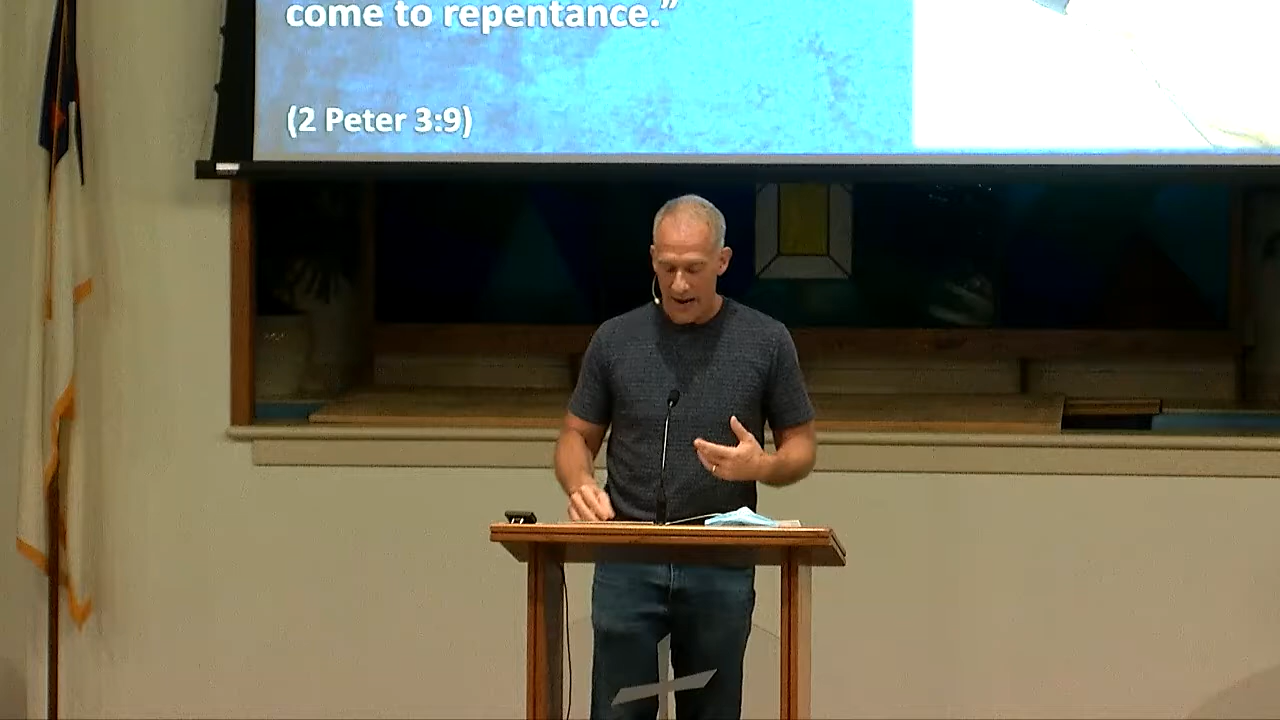 come to repentance.”
(2 Peter 3:9)